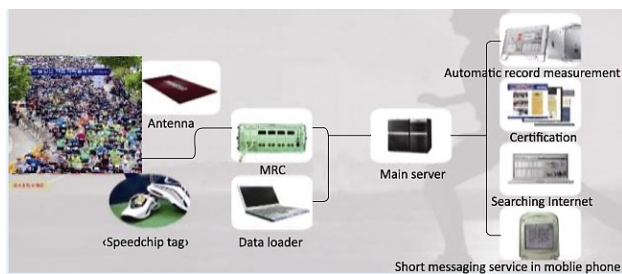 Antenna
MRC
‹Speedchip tag›
Data loader
Main server
Automatic record measurement
Certification
Searching Internet
Short messaging service in moblie phone